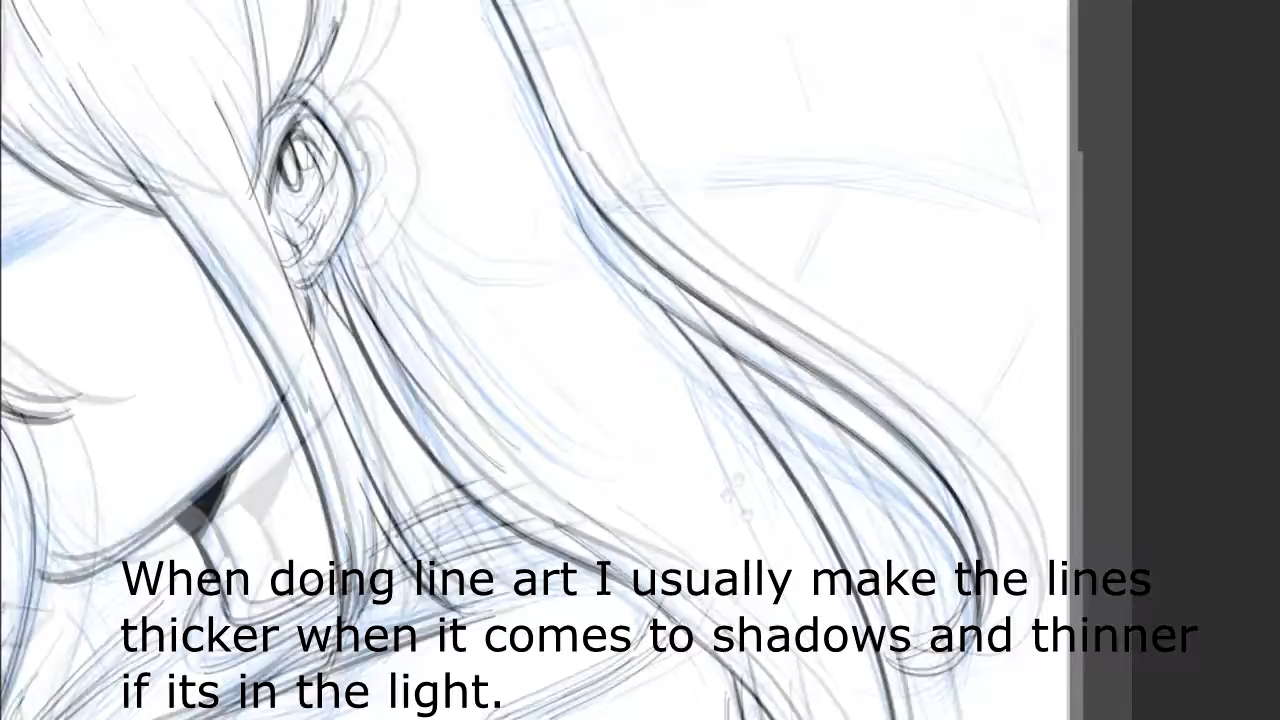 When doing line art I usually make the lines
thicker when it comes to shadows and thinner
if its in the light.